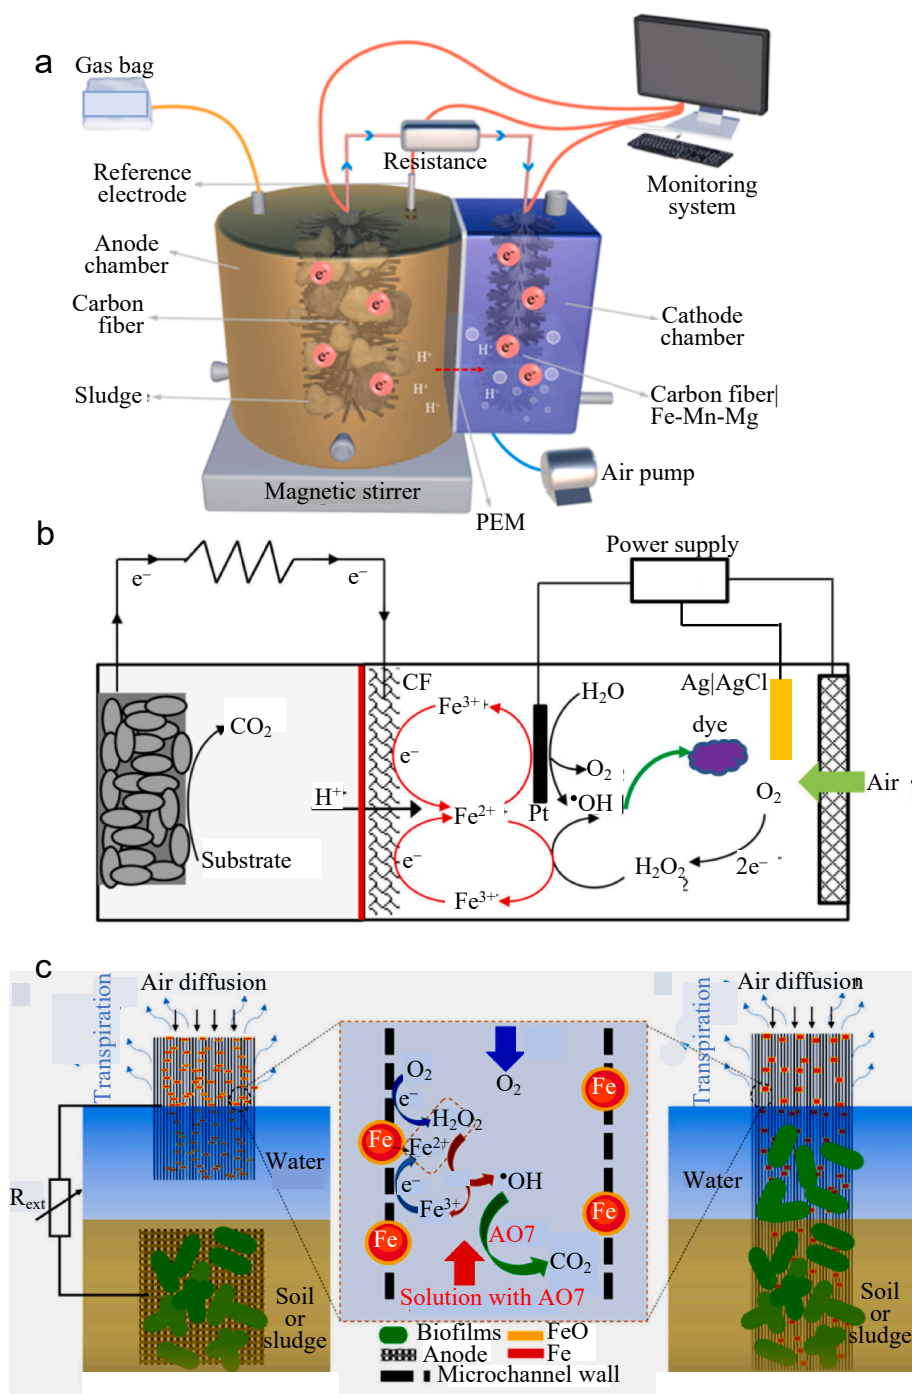 a
Gas bag
Resistance
Reference
electrode
Monitoring
system
Anode
chamber
Carbon
fiber
Sludge
Cathode
chamber
Carbon fiber|
Fe-Mn-Mg
e⁻
e⁻
e⁻
e⁻
e⁻
e⁻
e⁻
e⁻
H⁺
H⁺
H⁺
H⁺
H⁺
Air pump
Magnetic stirrer
PEM
b
Power supply
e⁻
e⁻
CF
Ag|AgCl
H₂O
Fe³⁺
dye
CO₂
e⁻
O₂
Air
H⁺
Fe²⁺
Pt
•OH
O₂
Substrate
e⁻
H₂O₂
2e⁻
Fe³⁺
c
Air diffusion
Air diffusion
Transpiration
Transpiration
O₂
O₂
e⁻
H₂O₂
Fe
Fe
Fe²⁺
Water
Water
e⁻
•OH
Rext
Fe³⁺
Fe
Fe
AO7
CO₂
Solution with AO7
Soil
or
sludge
Soil
or
sludge
Biofilms
FeO
Anode
Fe
Microchannel wall